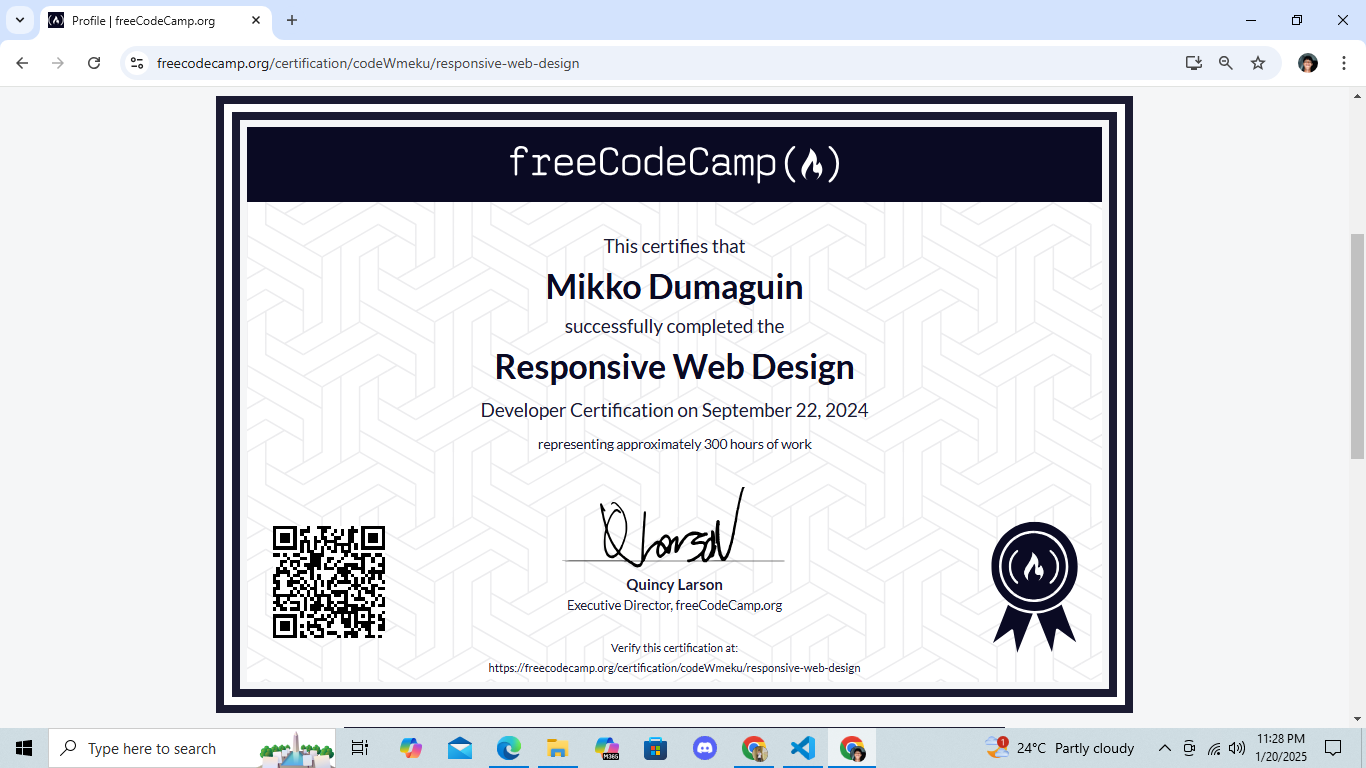 Profile | freeCodeCamp.org
freecodecamp.org/certification/codeWmeku/responsive-web-design
freeCodeCamp
This certifies that
Mikko Dumaguin
successfully completed the
Responsive Web Design
Developer Certification on September 22, 2024
representing approximately 300 hours of work
Quincy Larson
Executive Director, freeCodeCamp.org
Verify this certification at:
https://freecodecamp.org/certification/codeWmeku/responsive-web-design
Type here to search
M365
1
24°C Partly cloudy
11:28 PM
1/20/2025